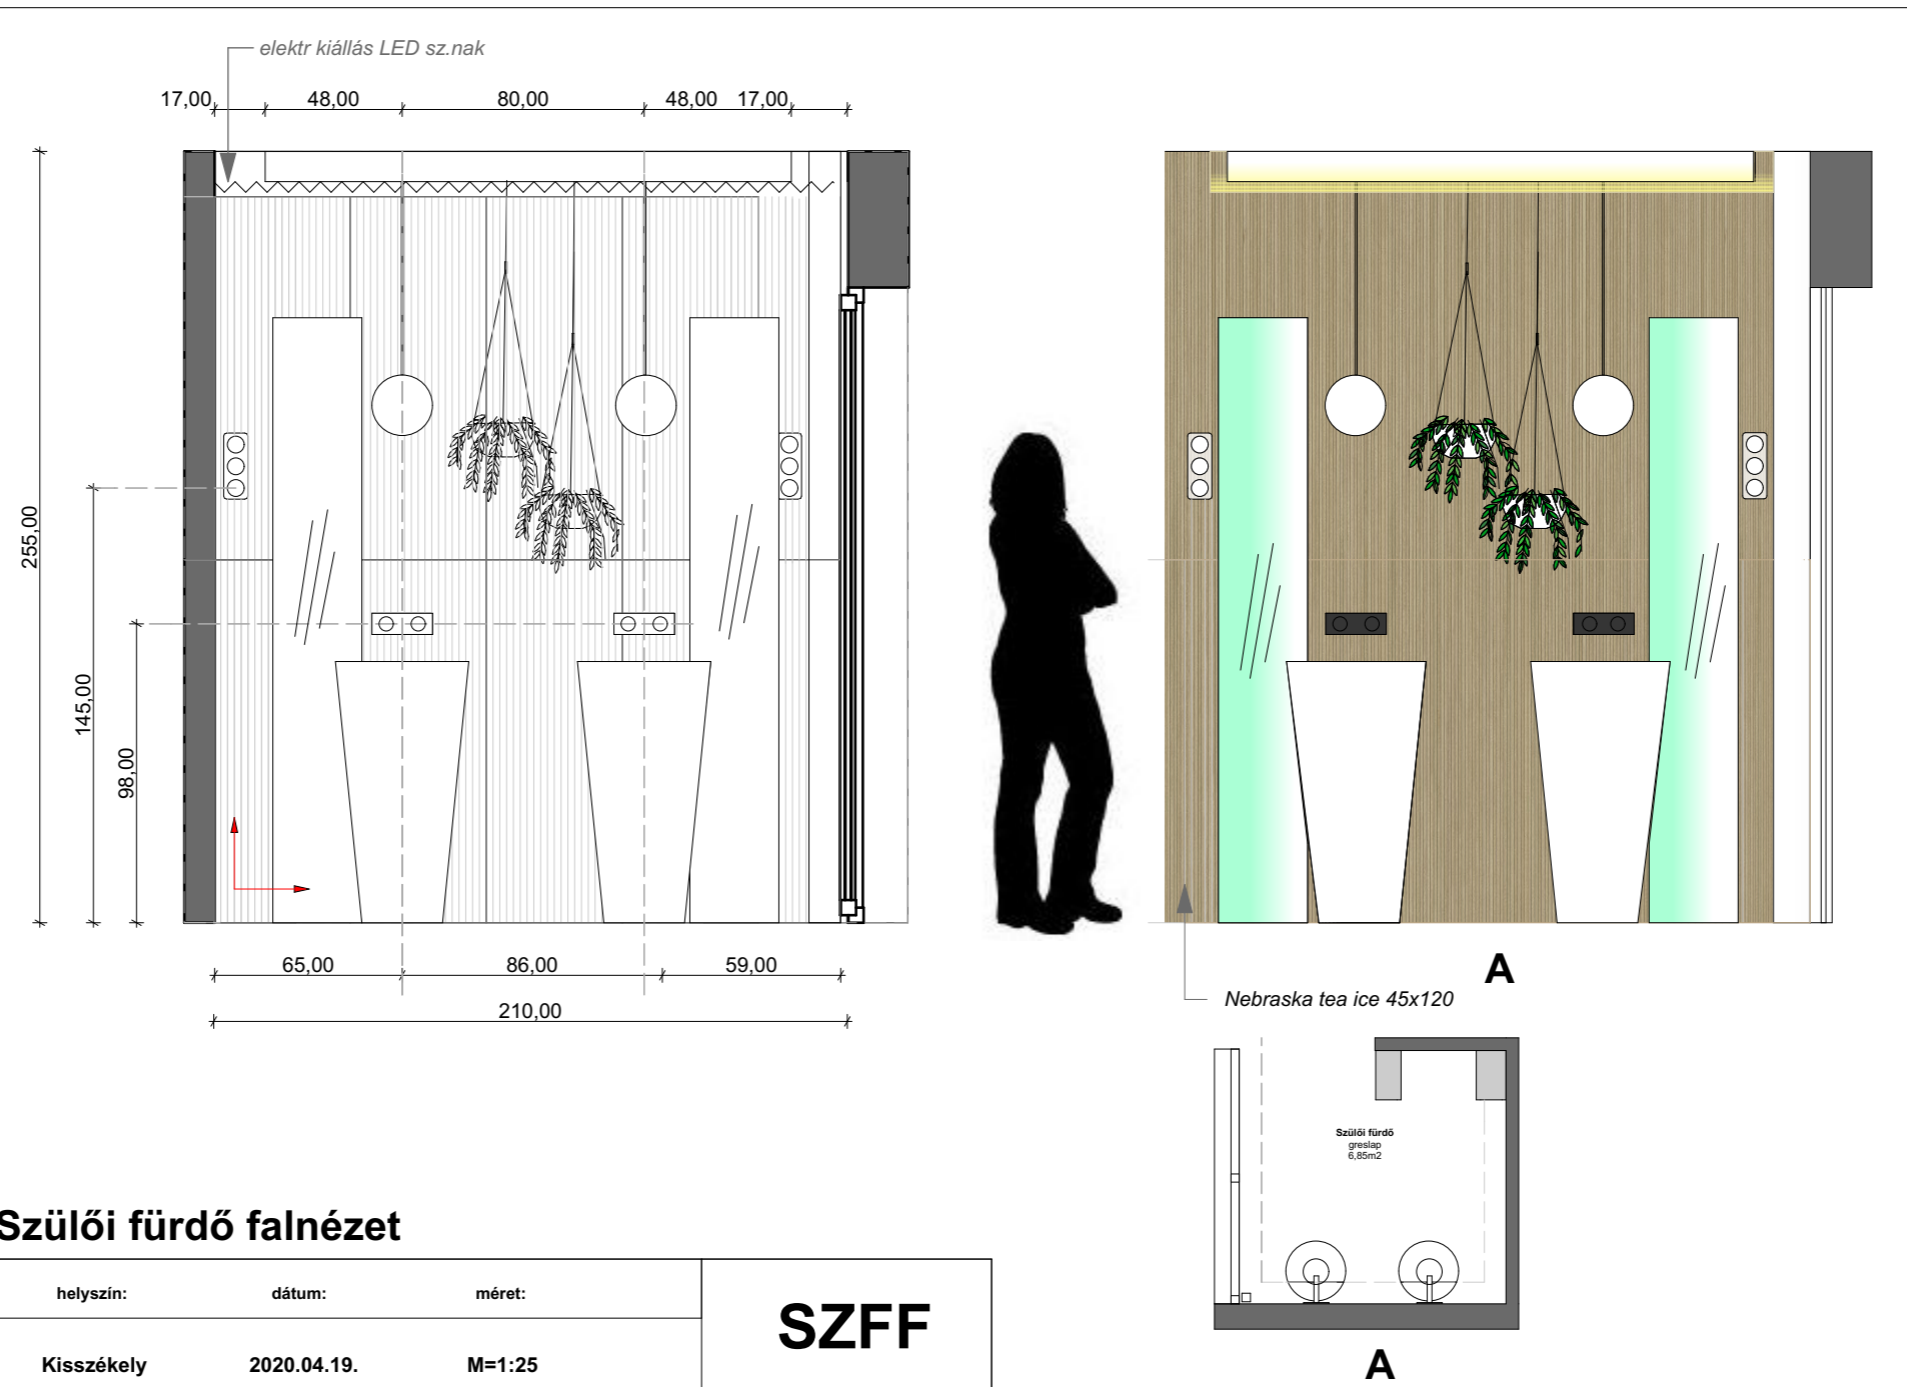 elektr kiállás LED sz.nak
17,00 48,00 80,00 48,00 17,00
255,00
145,00
98,00
65,00 86,00 59,00
210,00
A
Nebraska tea ice 45x120
Szülői fürdő
greslap
6,85m2
A
Szülői fürdő falnézet
helyszín: dátum: méret:
Kisszékely 2020.04.19. M=1:25
SZFF